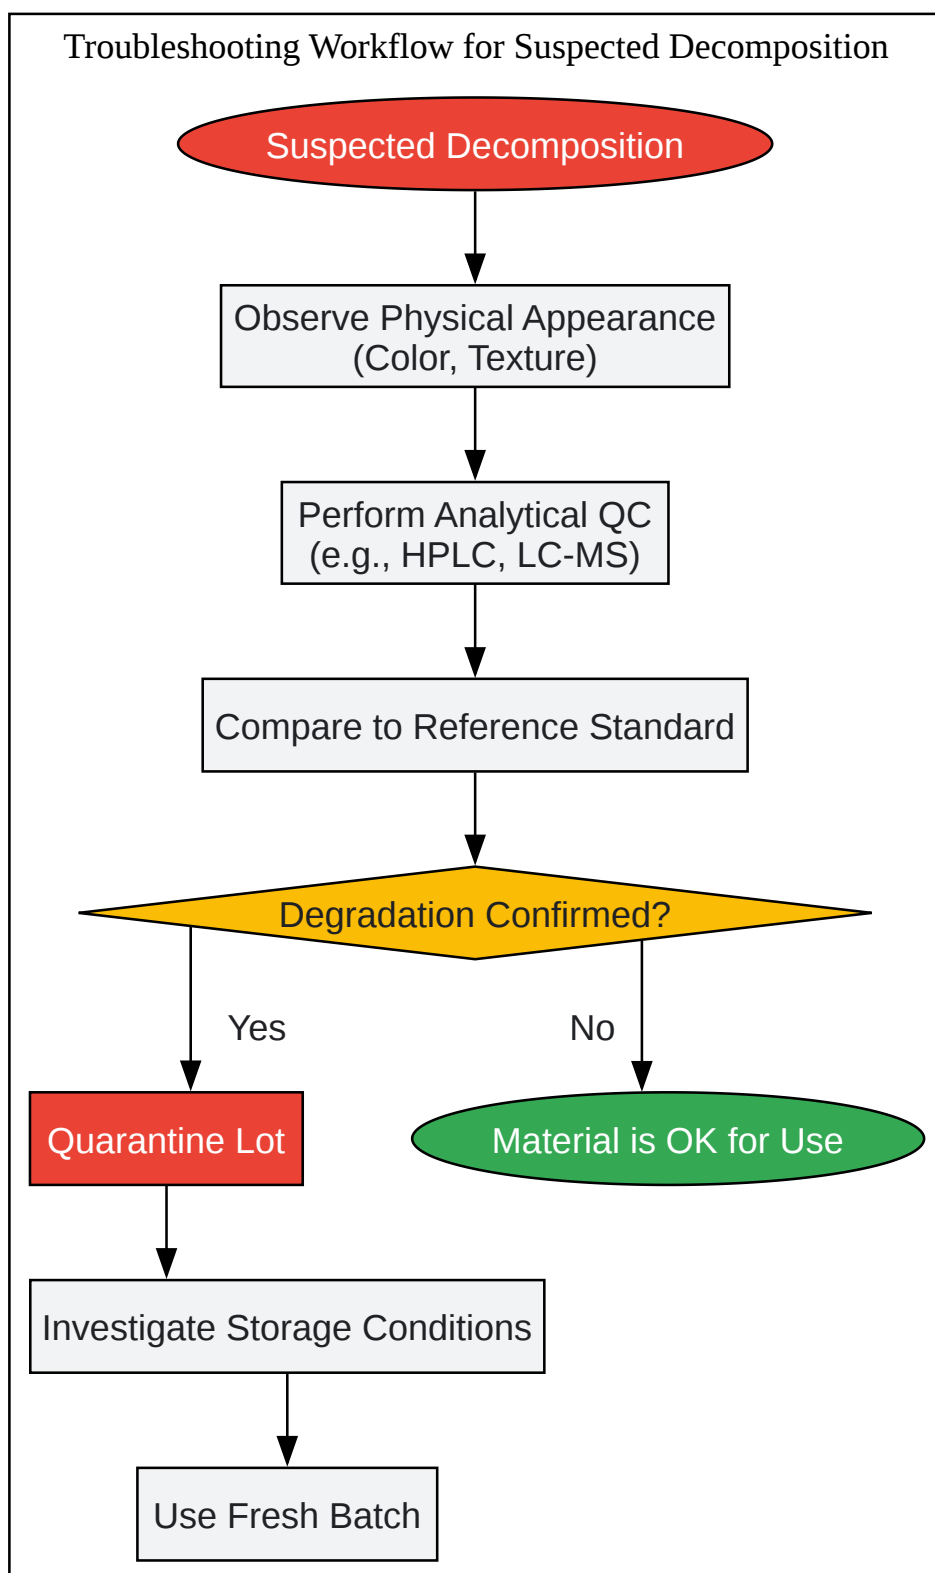 Troubleshooting Workflow for Suspected Decomposition
Suspected Decomposition
Observe Physical Appearance
(Color, Texture)
Perform Analytical QC
(e.g., HPLC, LC-MS)
Compare to Reference Standard
Degradation Confirmed?
Yes
No
Quarantine Lot
Material is OK for Use
Investigate Storage Conditions
Use Fresh Batch